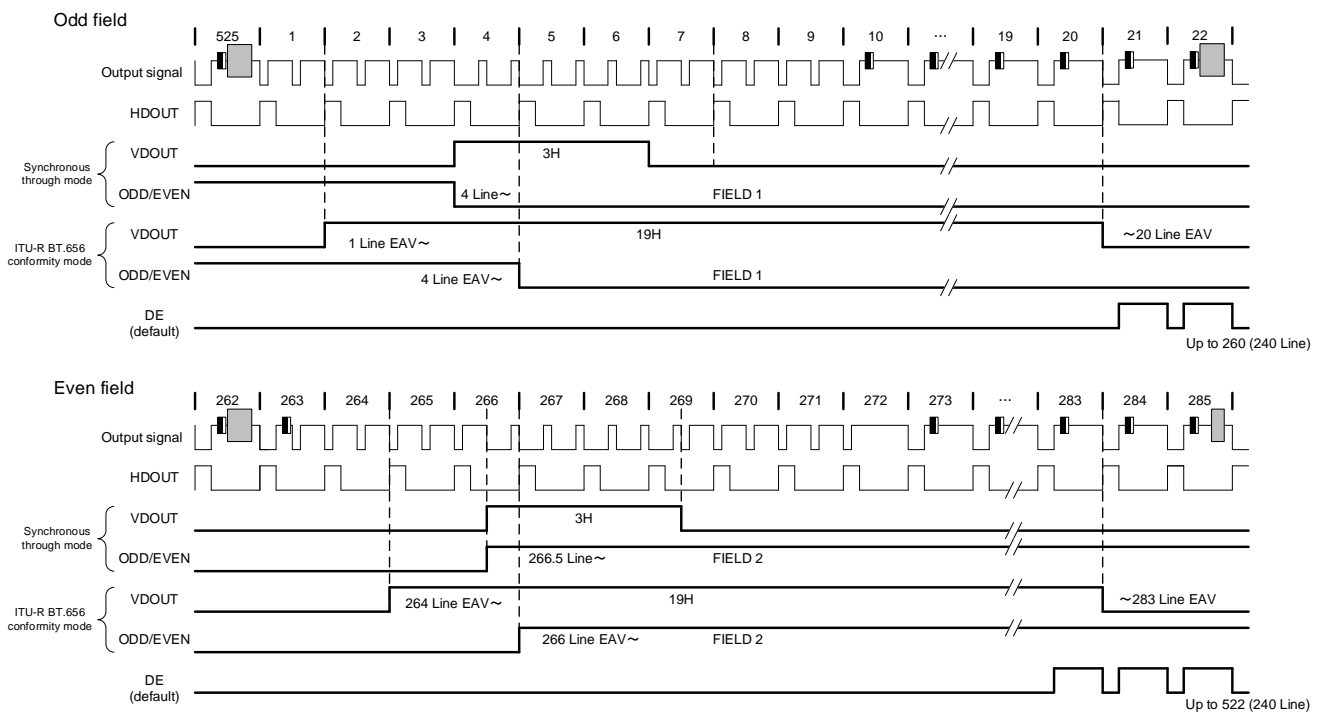 Odd field
525 1 2 3 4 5 6 7 8 9 10 ... 19 20 21 22
Output signal
HDOUT
Synchronous
through mode
VDOUT
3H
ODD/EVEN
4 Line～
FIELD 1
ITU-R BT.656
conformity mode
VDOUT
1 Line EAV～
19H
～20 Line EAV
ODD/EVEN
4 Line EAV～
FIELD 1
DE
(default)
Up to 260 (240 Line)
Even field
262 263 264 265 266 267 268 269 270 271 272 273 ... 283 284 285
Output signal
HDOUT
Synchronous
through mode
VDOUT
3H
ODD/EVEN
266.5 Line～
FIELD 2
ITU-R BT.656
conformity mode
VDOUT
264 Line EAV～
19H
～283 Line EAV
ODD/EVEN
266 Line EAV～
FIELD 2
DE
(default)
Up to 522 (240 Line)